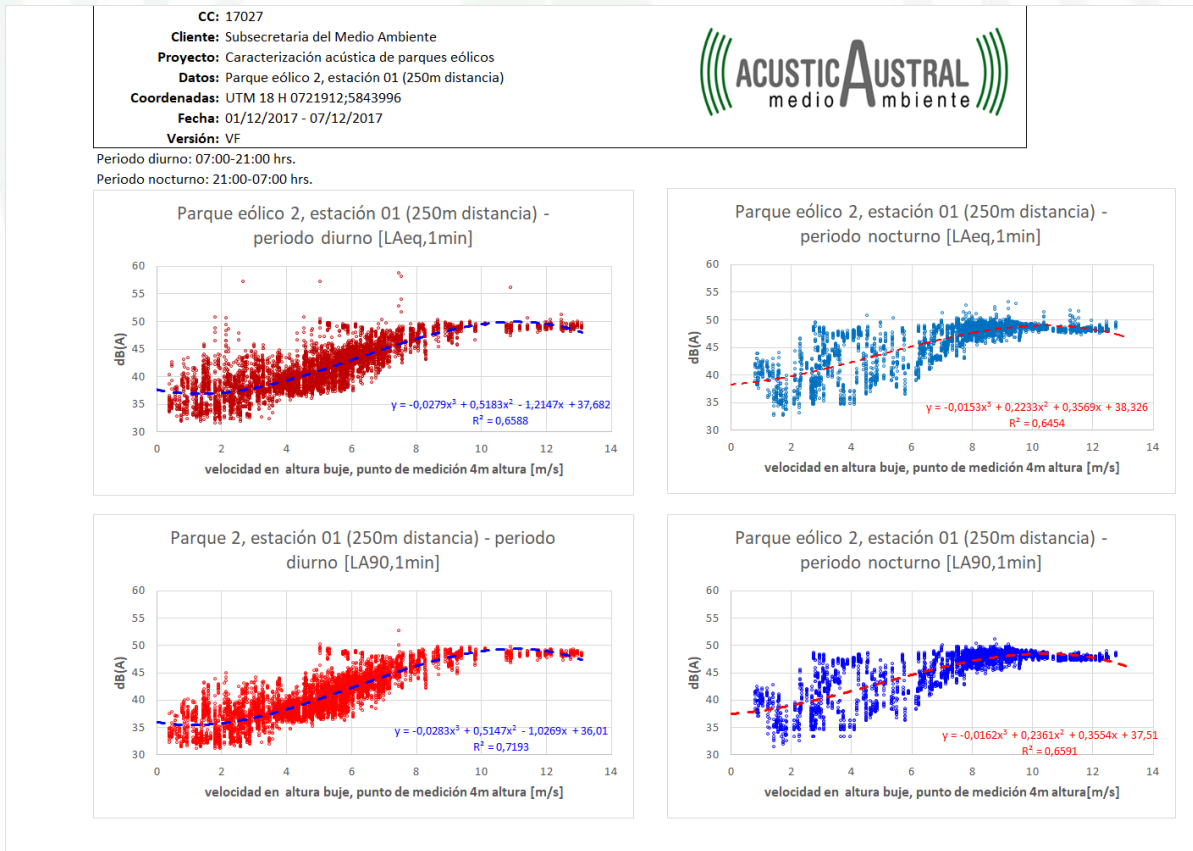 CC: 17027
Cliente: Subsecretaria del Medio Ambiente
Proyecto: Caracterización acústica de parques eólicos
Datos: Parque eólico 2, estación 01 (250m distancia)
Coordenadas: UTM 18 H 0721912;5843996
Fecha: 01/12/2017 - 07/12/2017
Versión: VF
ACUSTICAUSTRAL
medio Ambiente
Periodo diurno: 07:00-21:00 hrs.
Periodo nocturno: 21:00-07:00 hrs.
Parque eólico 2, estación 01 (250m distancia) -
periodo diurno [LAeq,1min]
60
55
50
45
40
35
30
dB(A)
y = -0,0279x³ + 0,5183x² - 1,2147x + 37,682
R² = 0,6588
0 2 4 6 8 10 12 14
velocidad en altura buje, punto de medición 4m altura [m/s]
Parque eólico 2, estación 01 (250m distancia) -
periodo nocturno [LAeq,1min]
60
55
50
45
40
35
30
dB(A)
y = -0,0153x³ + 0,2233x² + 0,3569x + 38,326
R² = 0,6454
0 2 4 6 8 10 12 14
velocidad en altura buje, punto de medición 4m altura [m/s]
Parque 2, estación 01 (250m distancia) - periodo
diurno [LA90,1min]
60
55
50
45
40
35
30
dB(A)
y = -0,0283x³ + 0,5147x² - 1,0269x + 36,01
R² = 0,7193
0 2 4 6 8 10 12 14
velocidad en altura buje, punto de medición 4m altura [m/s]
Parque eólico 2, estación 01 (250m distancia) -
periodo nocturno [LA90,1min]
60
55
50
45
40
35
30
dB(A)
y = -0,0162x³ + 0,2361x² + 0,3554x + 37,51
R² = 0,6591
0 2 4 6 8 10 12 14
velocidad en altura buje, punto de medición 4m altura[m/s]